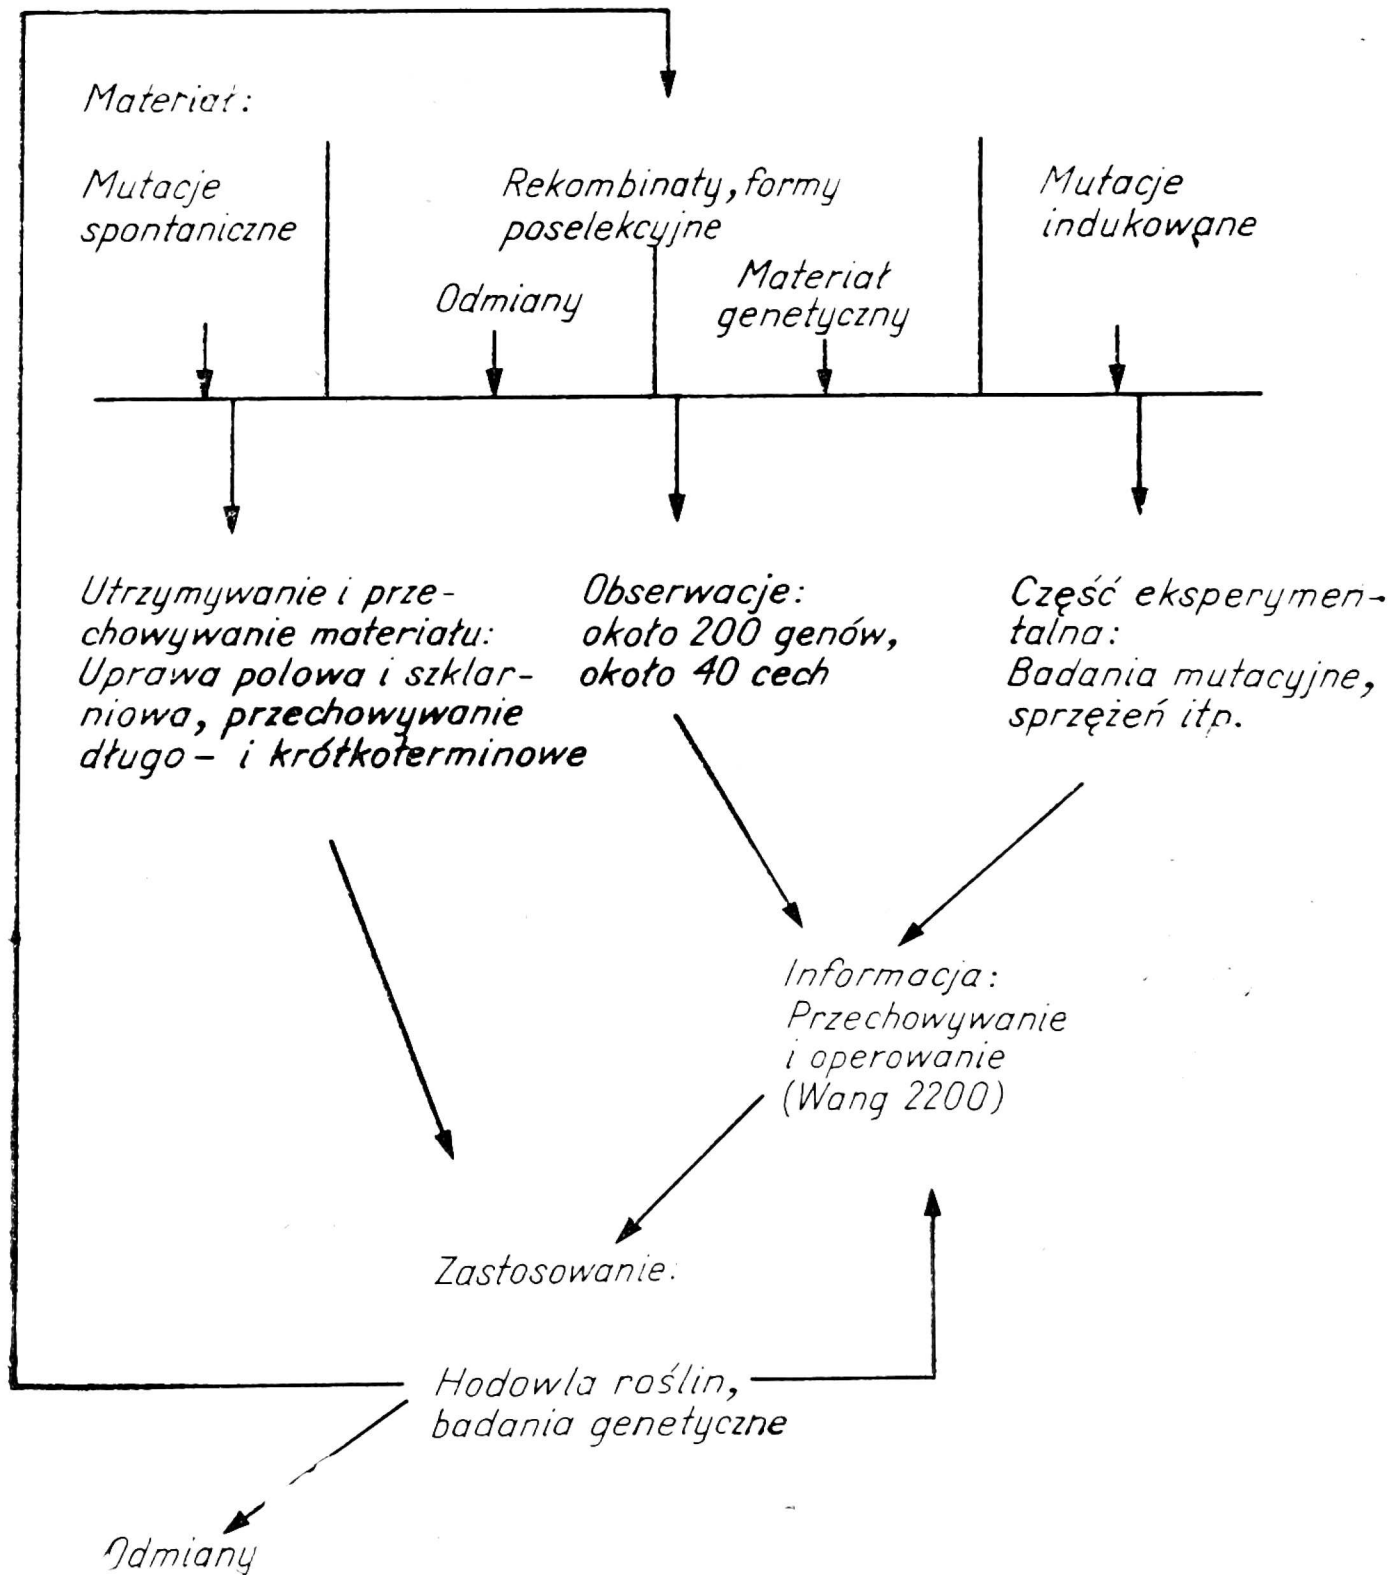 Materiał:
Mutacje
spontaniczne
Rekombinaty, formy
poselekcyjne
Odmiany
Materiał
genetyczny
Mutacje
indukowane
Utrzymywanie i prze-
chowywanie materiału:
Uprawa polowa i szklar-
niowa, przechowywanie
długo- i krótkoterminowe
Obserwacje:
około 200 genów,
około 40 cech
Część eksperymen-
talna:
Badania mutacyjne,
sprzężeń itp.
Informacja:
Przechowywanie
i operowanie
(Wang 2200)
Zastosowanie:
Hodowla roślin,
badania genetyczne
Odmiany